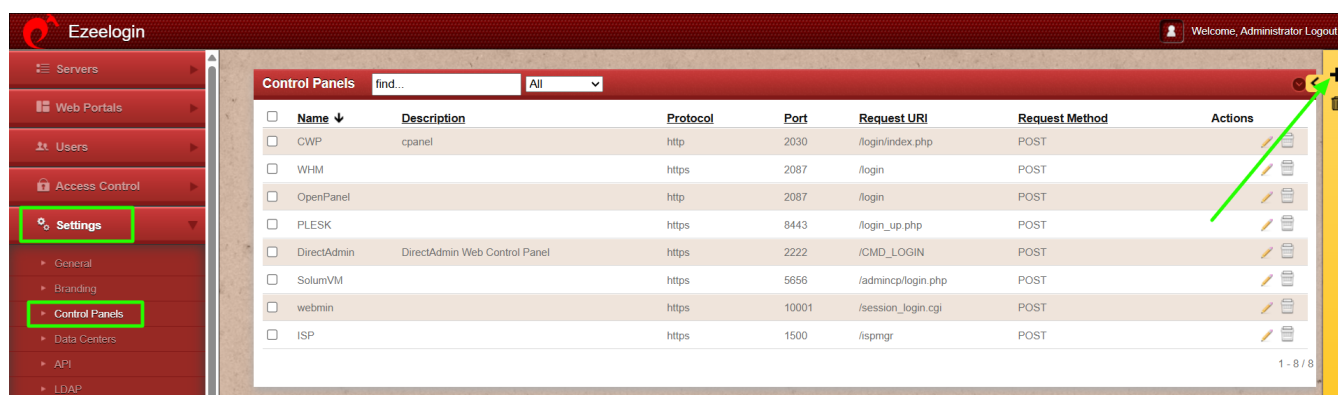 Ezeelogin
Welcome, Administrator Logout
Servers
Web Portals
Users
Access Control
Settings
General
Branding
Control Panels
Data Centers
API
LDAP
Control Panels find... All
Name Description Protocol Port Request URI Request Method Actions
CWP cpanel http 2030 /login/index.php POST
WHM https 2087 /login POST
OpenPanel http 2087 /login POST
PLESK https 8443 /login_up.php POST
DirectAdmin DirectAdmin Web Control Panel https 2222 /CMD_LOGIN POST
SolumVM https 5656 /admincp/login.php POST
webmin https 10001 /session_login.cgi POST
ISP https 1500 /ispmgr POST
1 - 8 / 8